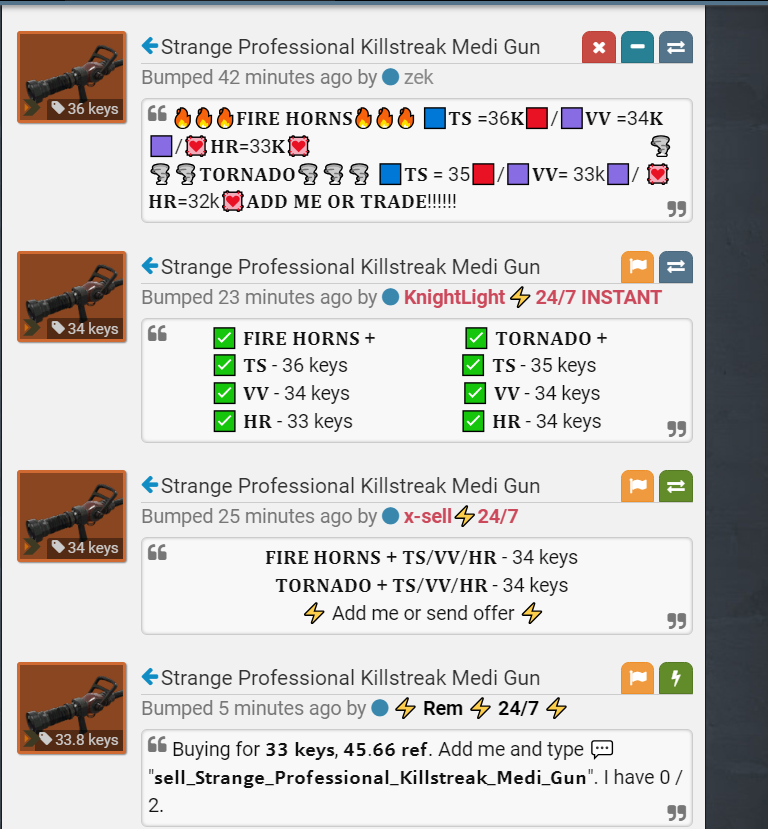 Strange Professional Killstreak Medi Gun
36 keys
Bumped 42 minutes ago by zek
🔥🔥🔥FIRE HORNS🔥🔥🔥 🟦TS =36K🟥/🟪VV =34K
🟪/💟HR=33K💟 🌪
🌪🌪TORNADO🌪🌪🌪 🟦TS = 35🟥/🟪VV= 33k🟪/ 💟
HR=32k💟ADD ME OR TRADE!!!!!!
Strange Professional Killstreak Medi Gun
34 keys
Bumped 23 minutes ago by KnightLight⚡24/7 INSTANT
✅ FIRE HORNS + ✅ TORNADO +
✅ TS - 36 keys ✅ TS - 35 keys
✅ VV - 34 keys ✅ VV - 34 keys
✅ HR - 33 keys ✅ HR - 34 keys
Strange Professional Killstreak Medi Gun
34 keys
Bumped 25 minutes ago by x-sell⚡24/7
FIRE HORNS + TS/VV/HR - 34 keys
TORNADO + TS/VV/HR - 34 keys
⚡ Add me or send offer ⚡
Strange Professional Killstreak Medi Gun
33.8 keys
Bumped 5 minutes ago by ⚡ Rem ⚡ 24/7 ⚡
Buying for 33 keys, 45.66 ref. Add me and type 💬
"sell_Strange_Professional_Killstreak_Medi_Gun". I have 0 /
2.